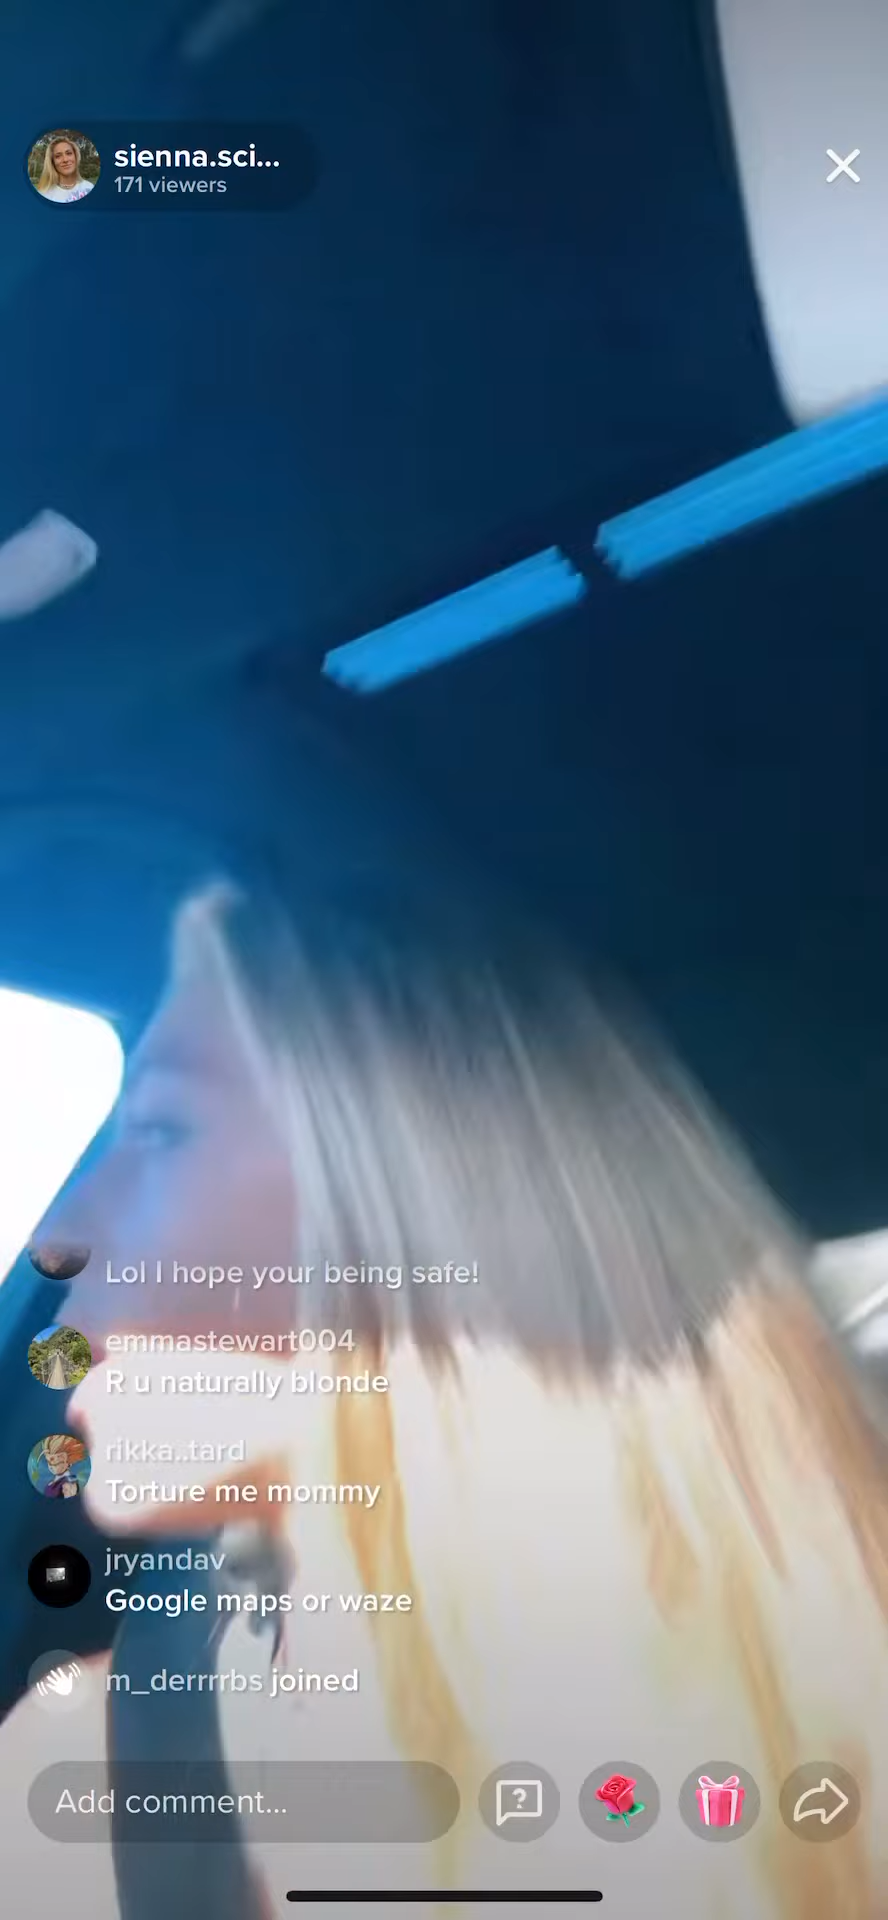 sienna.sci...
171 viewers
Lol I hope your being safe!
emmastewart004
R u naturally blonde
rikka..tard
Torture me mommy
jryandav
Google maps or waze
m_derrrrbs joined
Add comment...
?